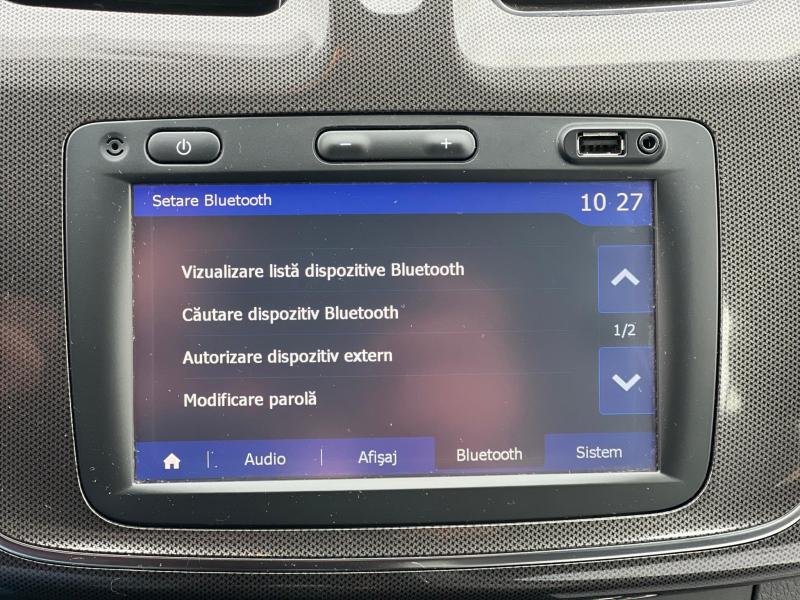 Setare Bluetooth
10 27
Vizualizare listă dispozitive Bluetooth
Căutare dispozitiv Bluetooth
1/2
Autorizare dispozitiv extern
Modificare parolă
Audio
Afişaj
Bluetooth
Sistem